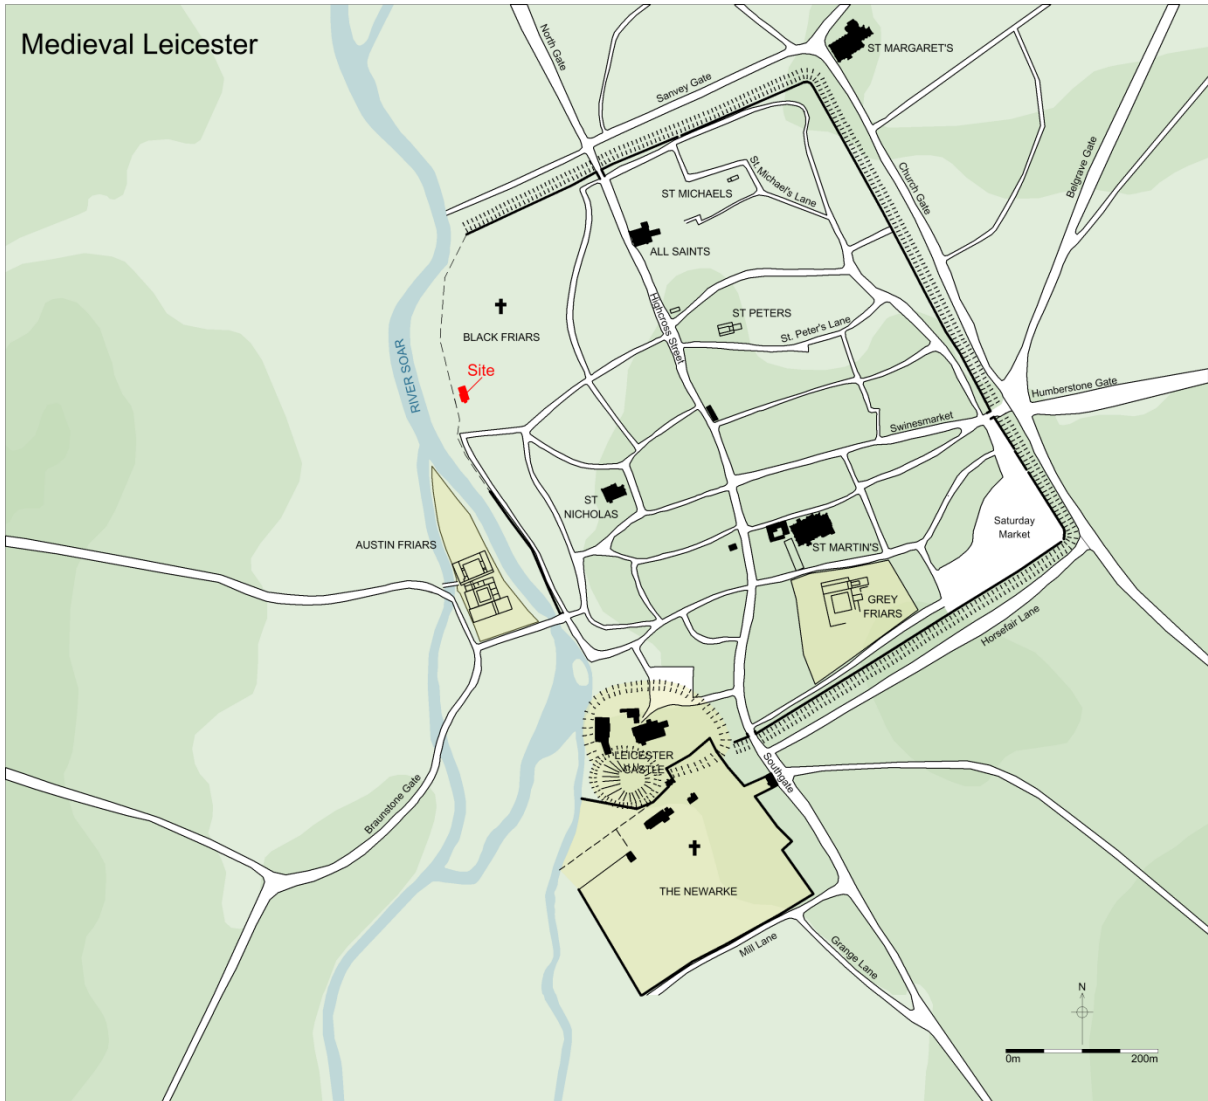 Medieval Leicester
North Gate
ST MARGARET'S
Sanvey Gate
Belgrave Gate
Church Gate
St. Michael's Lane
ST MICHAELS
ALL SAINTS
Highcross Street
ST PETERS
St. Peter's Lane
BLACK FRIARS
Site
RIVER SOAR
Humberstone Gate
Swinesmarket
ST
NICHOLAS
Saturday
Market
AUSTIN FRIARS
ST MARTIN'S
GREY
FRIARS
Horsefair Lane
LEICESTER
CASTLE
Southgate
Braunstone Gate
THE NEWARKE
Mill Lane
Grange Lane
N
0m
200m